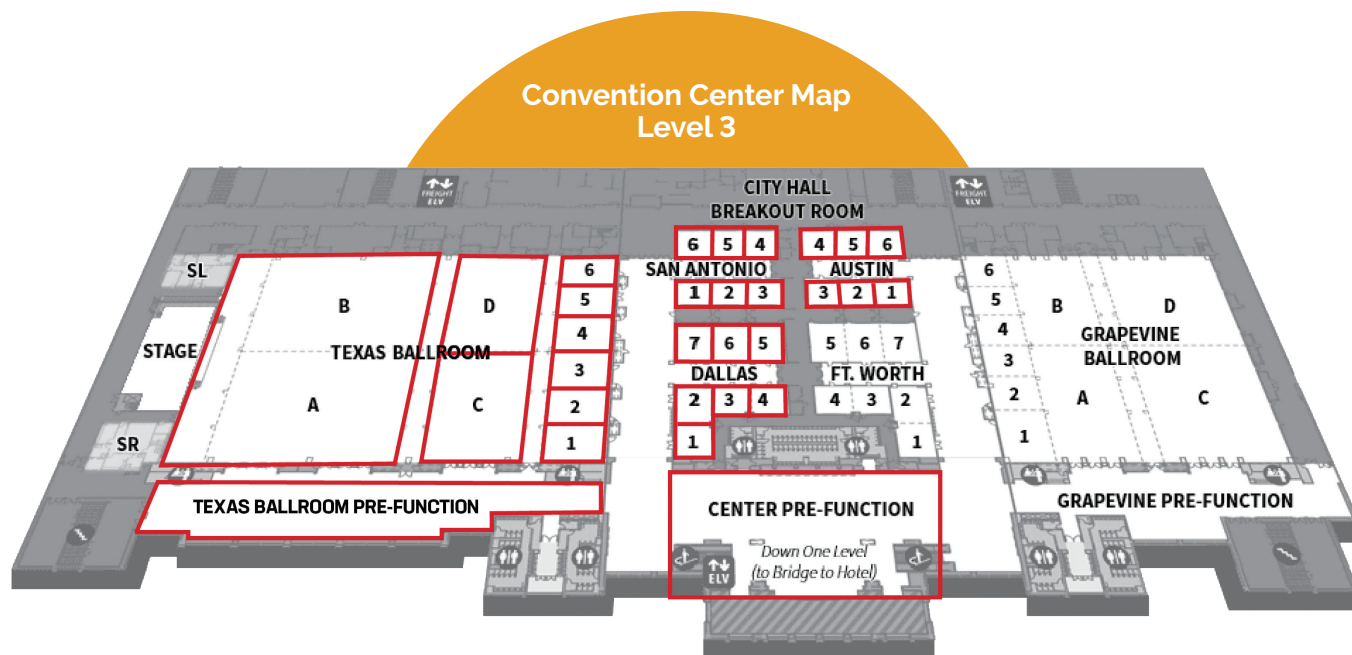 Convention Center Map
Level 3
FREIGHT
ELV
FREIGHT
ELV
CITY HALL
BREAKOUT ROOM
6 5 4
4 5 6
SAN ANTONIO
AUSTIN
1 2 3
3 2 1
7 6 5
5 6 7
DALLAS
FT. WORTH
2 3 4
4 3 2
1
1
SL
STAGE
SR
B
D
TEXAS BALLROOM
A
C
6
5
4
3
2
1
6
5
4
3
2
1
B
D
GRAPEVINE
BALLROOM
A
C
TEXAS BALLROOM PRE-FUNCTION
CENTER PRE-FUNCTION
GRAPEVINE PRE-FUNCTION
Down One Level
(to Bridge to Hotel)
ELV